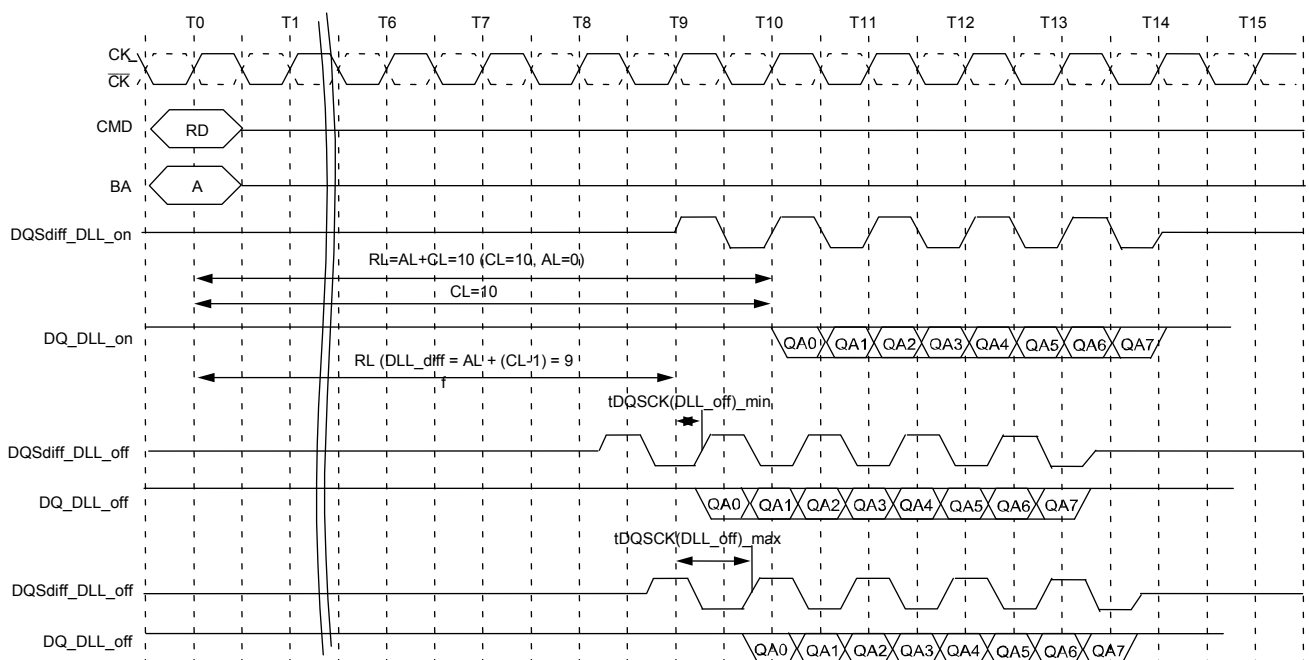 T0 T1 T6 T7 T8 T9 T10 T11 T12 T13 T14 T15
CK
CK
CMD RD
BA A
DQSdiff_DLL_on
RL=AL+CL=10 (CL=10, AL=0)
CL=10
DQ_DLL_on QA0 QA1 QA2 QA3 QA4 QA5 QA6 QA7
RL (DLL_diff = AL + (CL-1) = 9
f
tDQSCK(DLL_off)_min
DQSdiff_DLL_off
DQ_DLL_off QA0 QA1 QA2 QA3 QA4 QA5 QA6 QA7
tDQSCK(DLL_off)_max
DQSdiff_DLL_off
DQ_DLL_off QA0 QA1 QA2 QA3 QA4 QA5 QA6 QA7